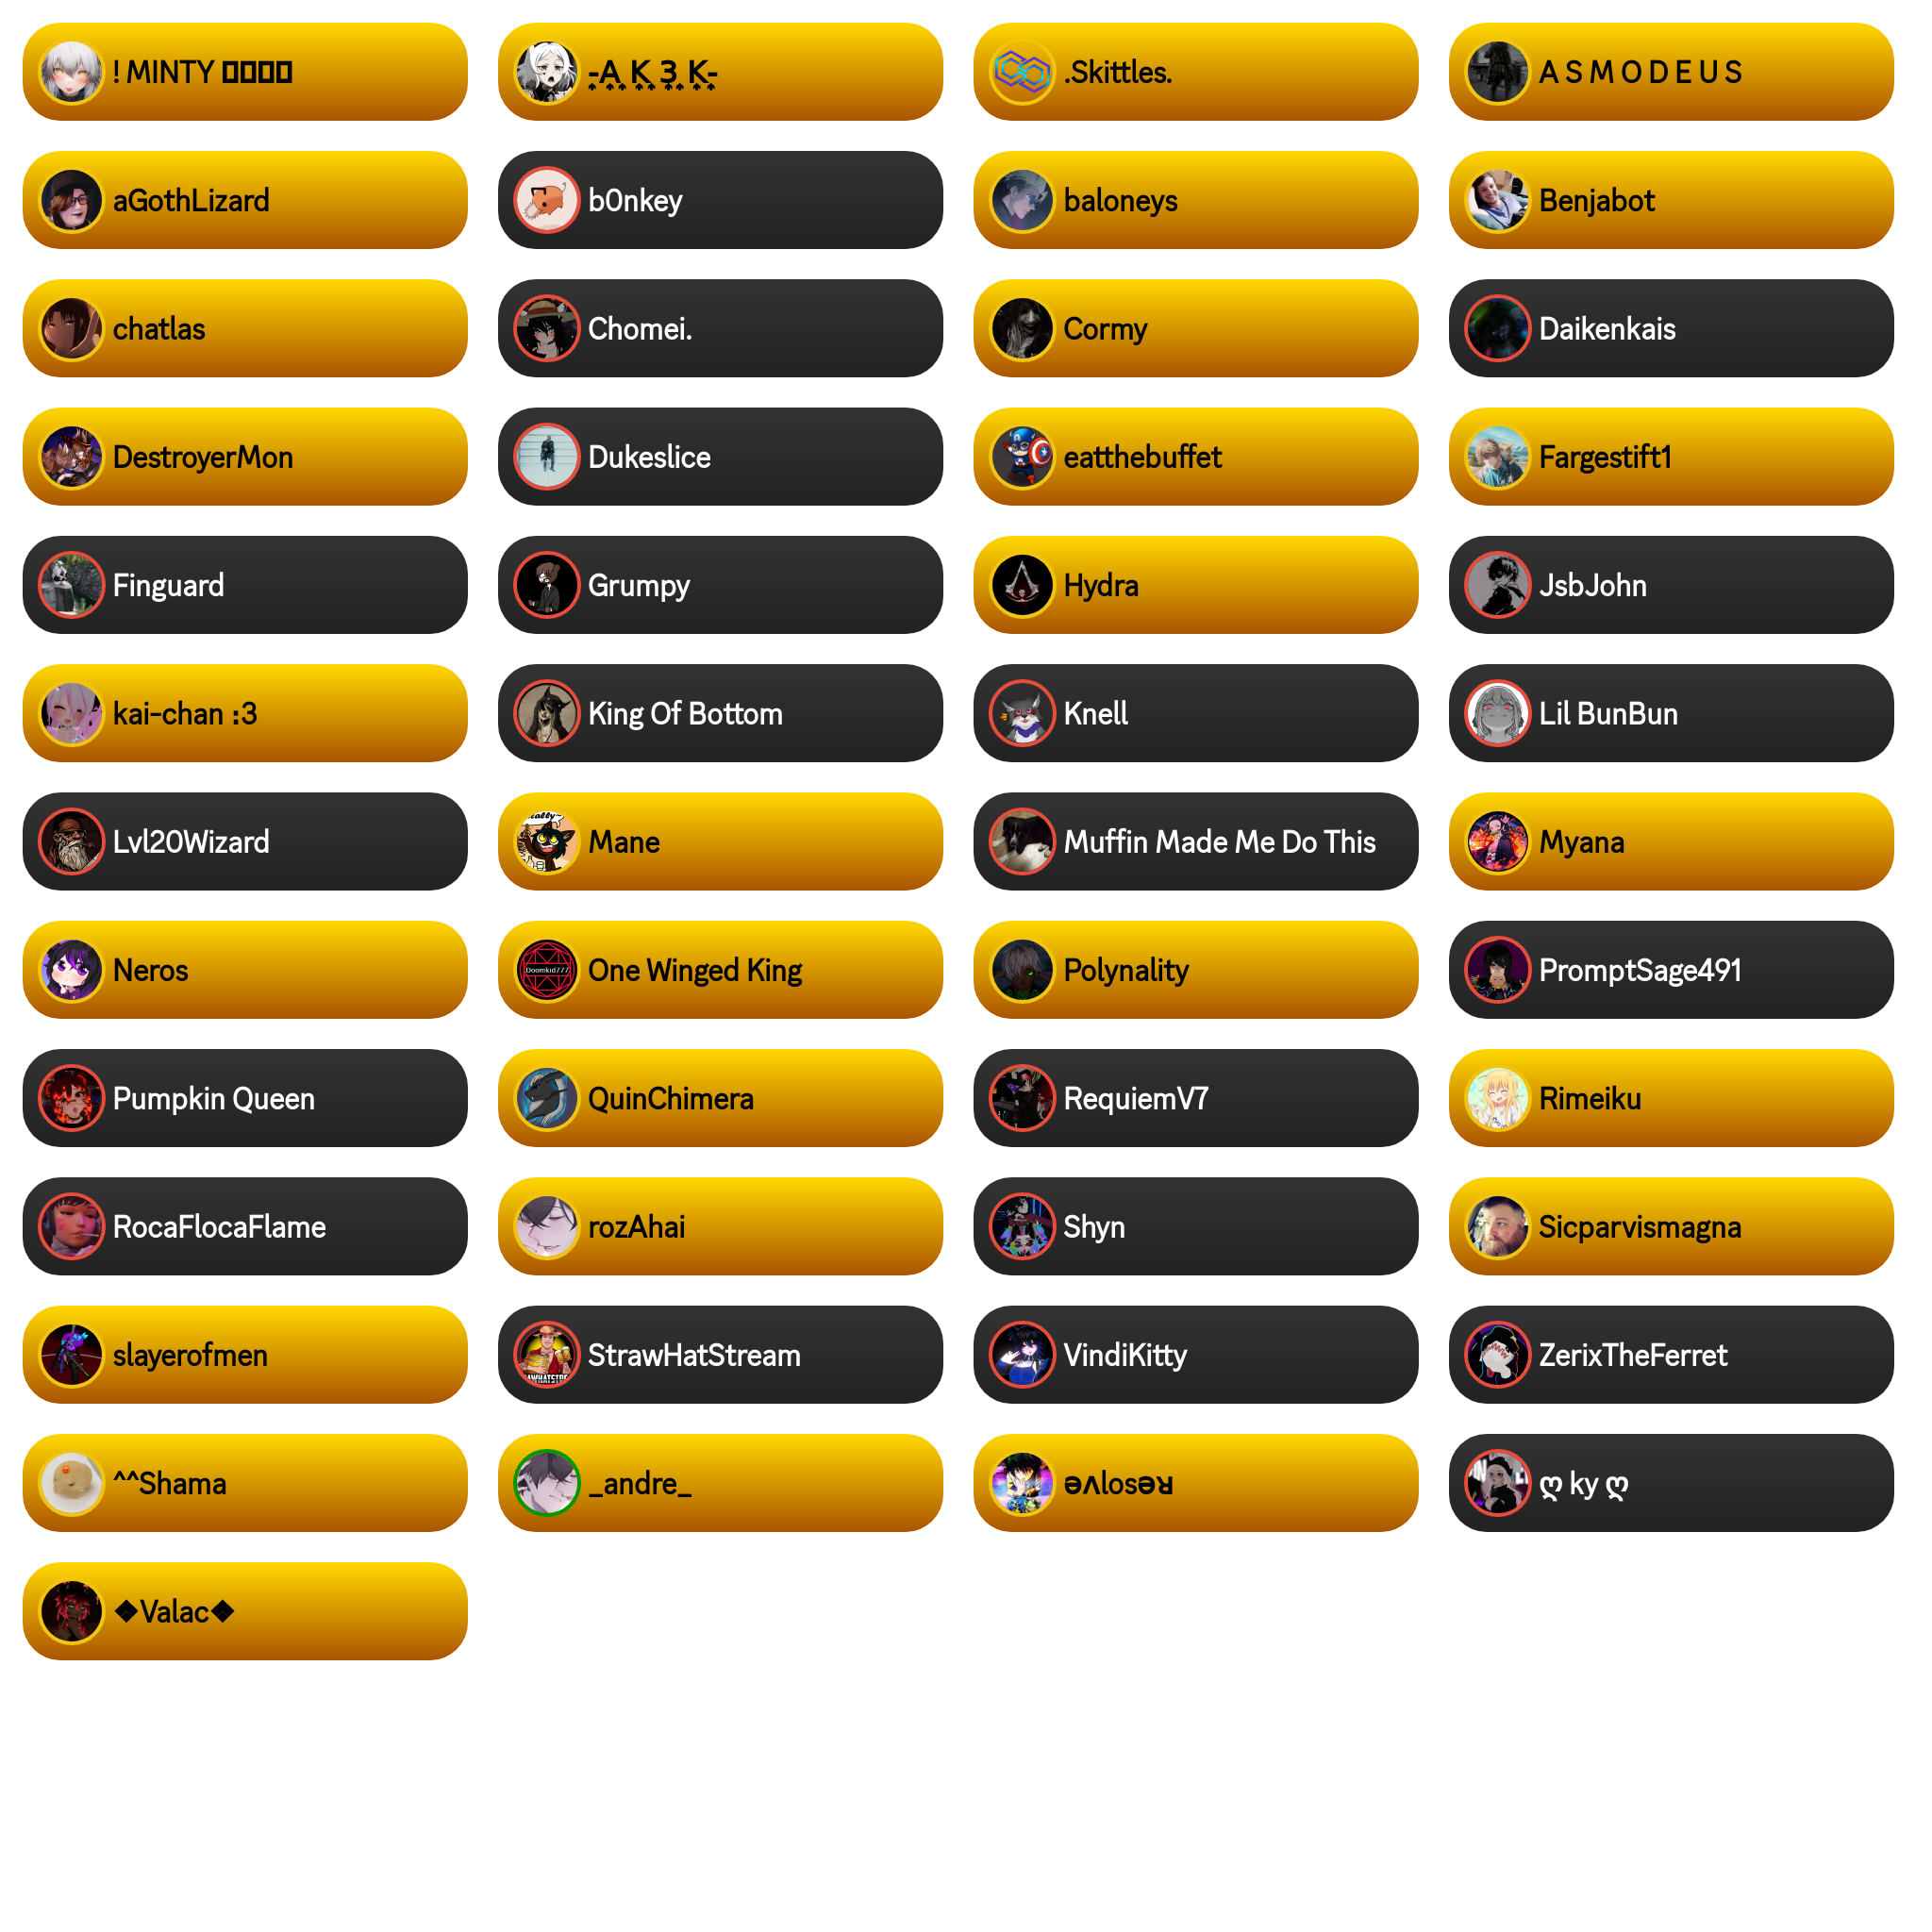 ! MINTY
-A K 3 K-
.Skittles.
A S M O D E U S
aGothLizard
b0nkey
baloneys
Benjabot
chatlas
Chomei.
Cormy
Daikenkais
DestroyerMon
Dukeslice
eatthebuffet
Fargestift1
Finguard
Grumpy
Hydra
JsbJohn
kai-chan :3
King Of Bottom
Knell
Lil BunBun
Lvl20Wizard
Mane
Muffin Made Me Do This
Myana
Neros
Doomkid777
One Winged King
Polynality
PromptSage491
Pumpkin Queen
QuinChimera
RequiemV7
Rimeiku
RocaFlocaFlame
rozAhai
Shyn
Sicparvismagna
slayerofmen
StrawHatStream
VindiKitty
ZerixTheFerret
^^Shama
_andre_
ɘʌlosɘʁ
ღ ky ღ
❖Valac❖